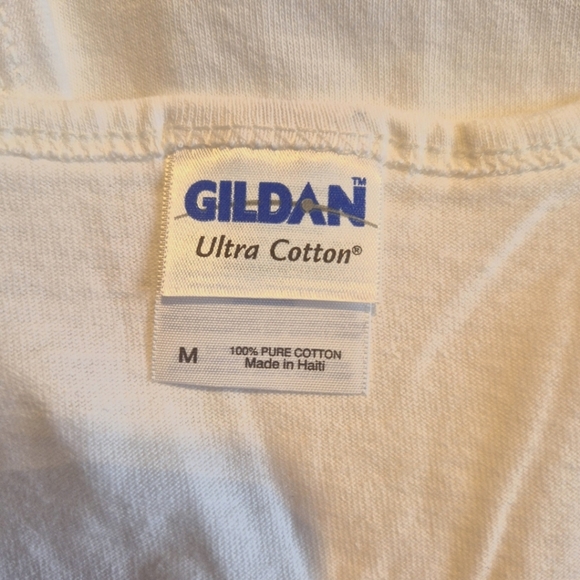 GILDAN™
Ultra Cotton®
M
100% PURE COTTON
Made in Haiti